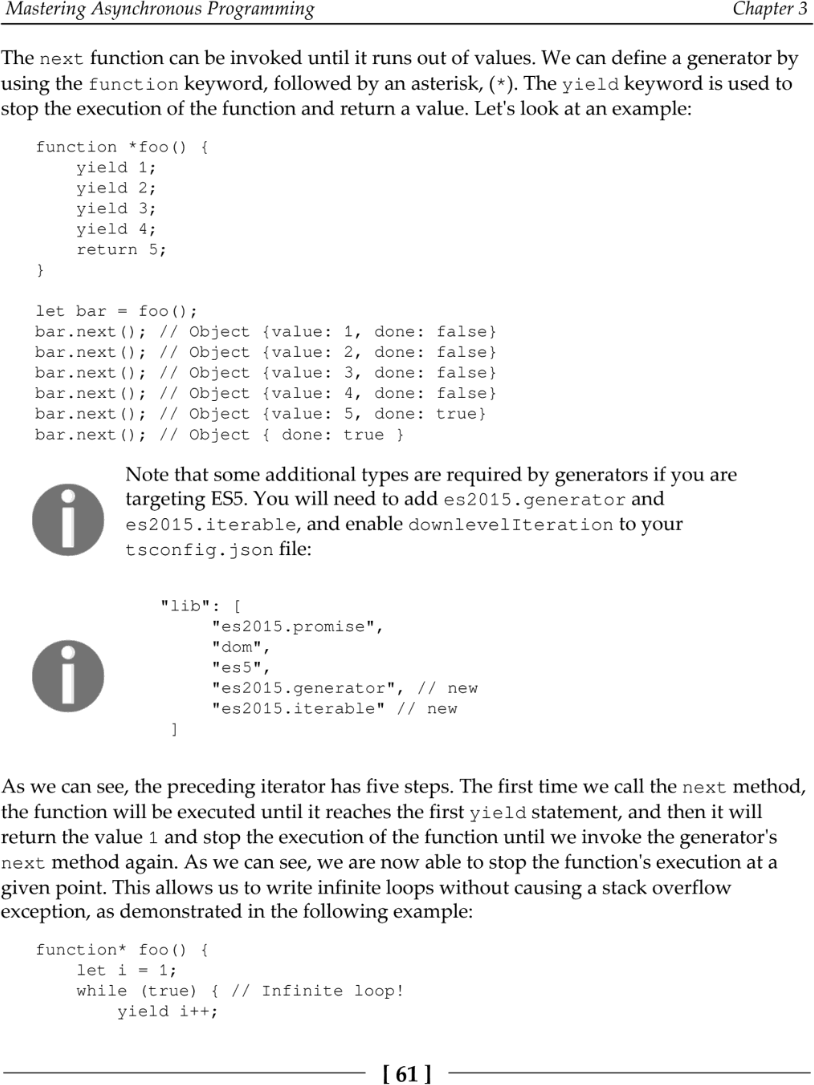 Mastering Asynchronous Programming Chapter 3
The next function can be invoked until it runs out of values. We can define a generator by
using the function keyword, followed by an asterisk, (*). The yield keyword is used to
stop the execution of the function and return a value. Let's look at an example:
function *foo() {
    yield 1;
    yield 2;
    yield 3;
    yield 4;
    return 5;
}
let bar = foo();
bar.next(); // Object {value: 1, done: false}
bar.next(); // Object {value: 2, done: false}
bar.next(); // Object {value: 3, done: false}
bar.next(); // Object {value: 4, done: false}
bar.next(); // Object {value: 5, done: true}
bar.next(); // Object { done: true }
Note that some additional types are required by generators if you are
targeting ES5. You will need to add es2015.generator and
es2015.iterable, and enable downlevelIteration to your
tsconfig.json file:
"lib": [
     "es2015.promise",
     "dom",
     "es5",
     "es2015.generator", // new
     "es2015.iterable" // new
 ]
As we can see, the preceding iterator has five steps. The first time we call the next method,
the function will be executed until it reaches the first yield statement, and then it will
return the value 1 and stop the execution of the function until we invoke the generator's
next method again. As we can see, we are now able to stop the function's execution at a
given point. This allows us to write infinite loops without causing a stack overflow
exception, as demonstrated in the following example:
function* foo() {
    let i = 1;
    while (true) { // Infinite loop!
        yield i++;
[ 61 ]